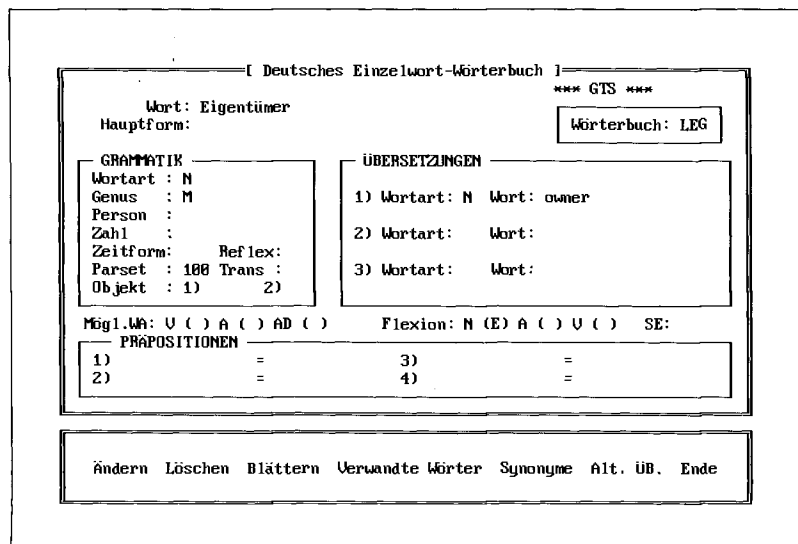 [ Deutsches Einzelwort-Wörterbuch ]
*** GTS ***
Wort: Eigentümer
Hauptform:
Wörterbuch: LEG
GRAMMATIK
Wortart : N
Genus : M
Person :
Zahl :
Zeitform: Reflex:
Parset : 100 Trans :
Objekt : 1) 2)
ÜBERSETZUNGEN
1) Wortart: N Wort: owner
2) Wortart: Wort:
3) Wortart: Wort:
Mögl.WA: V ( ) A ( ) AD ( ) Flexion: N (E) A ( ) V ( ) SE:
PRÄPOSITIONEN
1) = 3) =
2) = 4) =
Ändern Löschen Blättern Verwandte Wörter Synonyme Alt. ÜB. Ende